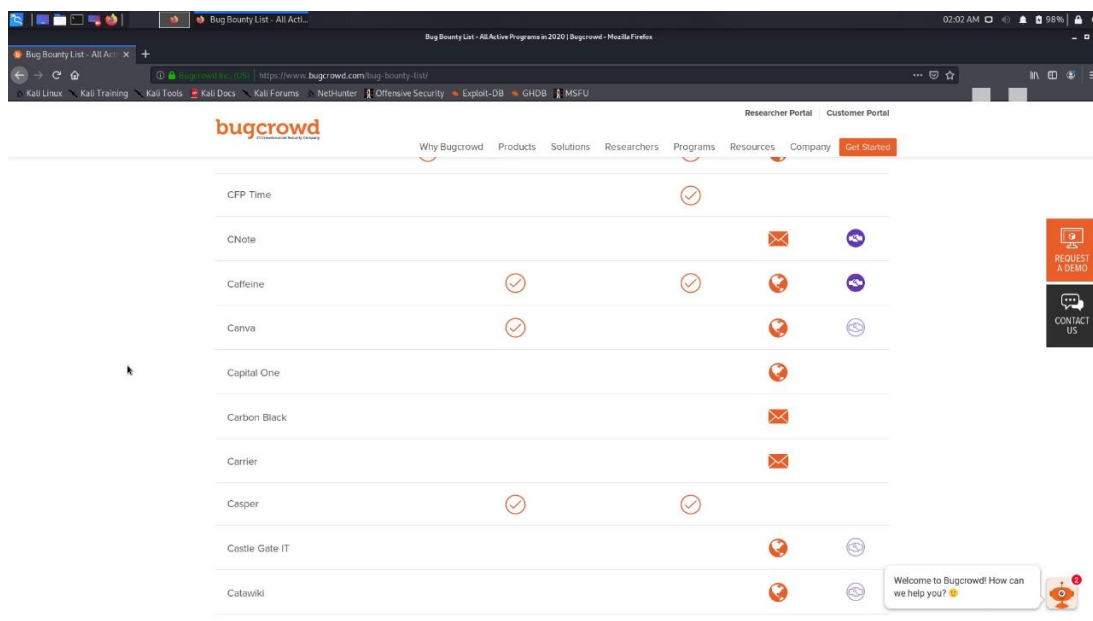 Bug Bounty List - All Acti...
02:02 AM
98%
Bug Bounty List - All Active Programs in 2020 | Bugcrowd - Mozilla Firefox
Bug Bounty List - All Act
Bugcrowd Inc. (US)
https://www.bugcrowd.com/bug-bounty-list/
Kali Linux
Kali Training
Kali Tools
Kali Docs
Kali Forums
NetHunter
Offensive Security
Exploit-DB
GHDB
MSFU
bugcrowd
Researcher Portal
Customer Portal
Why Bugcrowd
Products
Solutions
Researchers
Programs
Resources
Company
Get Started
CFP Time
CNote
REQUEST
A DEMO
Caffeine
CONTACT
US
Canva
Capital One
Carbon Black
Carrier
Casper
Castle Gate IT
Catawiki
Welcome to Bugcrowd! How can
we help you?
2